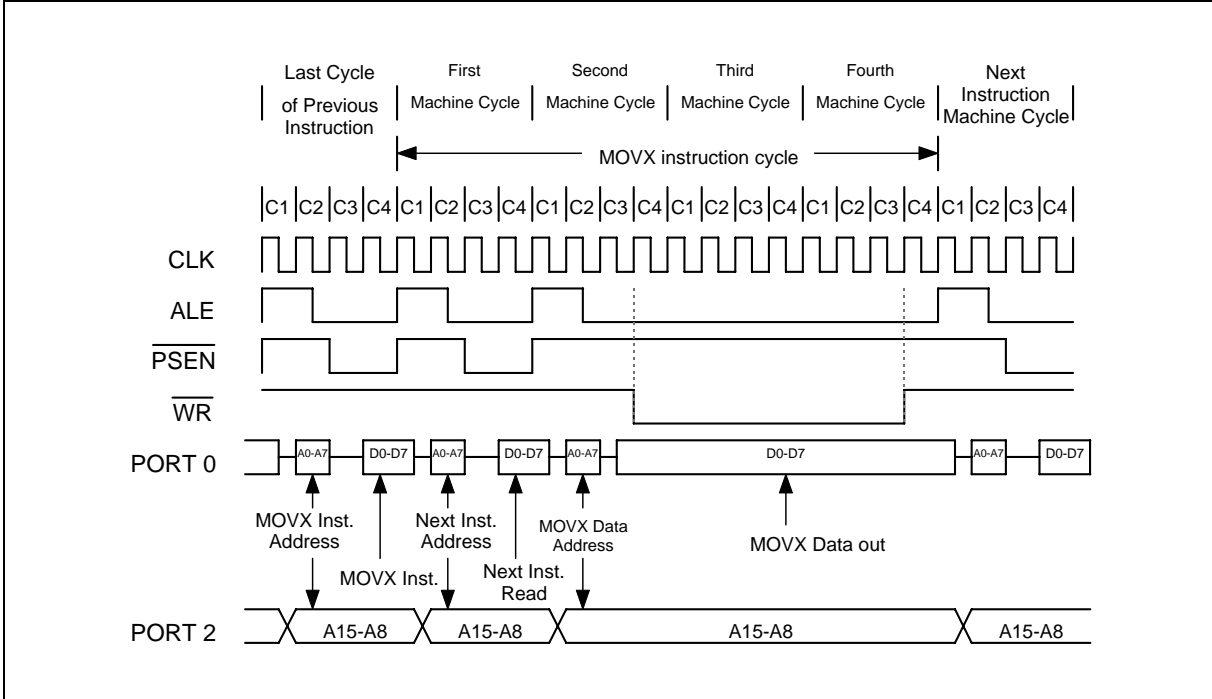 Last Cycle
of Previous
Instruction
First
Machine Cycle
Second
Machine Cycle
Third
Machine Cycle
Fourth
Machine Cycle
Next
Instruction
Machine Cycle
MOVX instruction cycle
C1 C2 C3 C4 C1 C2 C3 C4 C1 C2 C3 C4 C1 C2 C3 C4 C1 C2 C3 C4 C1 C2 C3 C4
CLK
ALE
PSEN
WR
PORT 0
A0-A7 D0-D7 A0-A7 D0-D7 A0-A7 D0-D7 A0-A7 D0-D7
MOVX Inst.
Address
MOVX Inst.
Next Inst.
Address
Next Inst.
Read
MOVX Data
Address
MOVX Data out
PORT 2
A15-A8 A15-A8 A15-A8 A15-A8